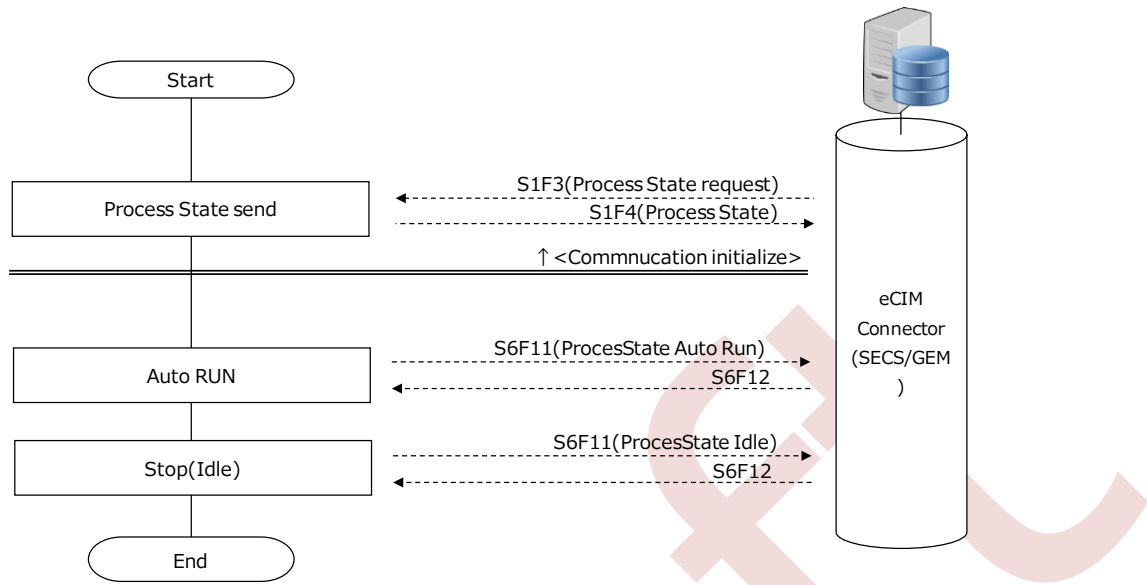 Start
S1F3(Process State request)
Process State send
S1F4(Process State)
↑ <Commnucation initialize>
eCIM
Connector
(SECS/GEM
)
S6F11(ProcesState Auto Run)
Auto RUN
S6F12
S6F11(ProcesState Idle)
Stop(Idle)
S6F12
End